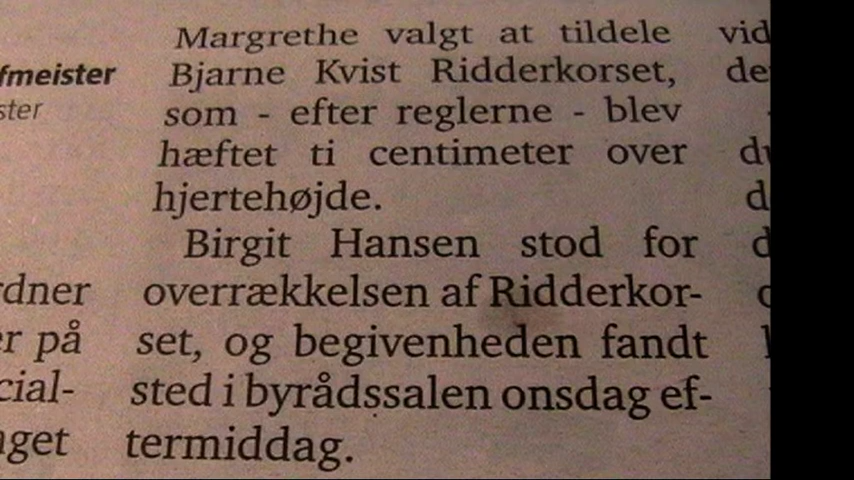 Margrethe valgt at tildele
Bjarne Kvist Ridderkorset,
som - efter reglerne - blev
hæftet ti centimeter over
hjertehøjde.
Birgit Hansen stod for
overrækkelsen af Ridderkor-
set, og begivenheden fandt
sted i byrådssalen onsdag ef-
termiddag.
på